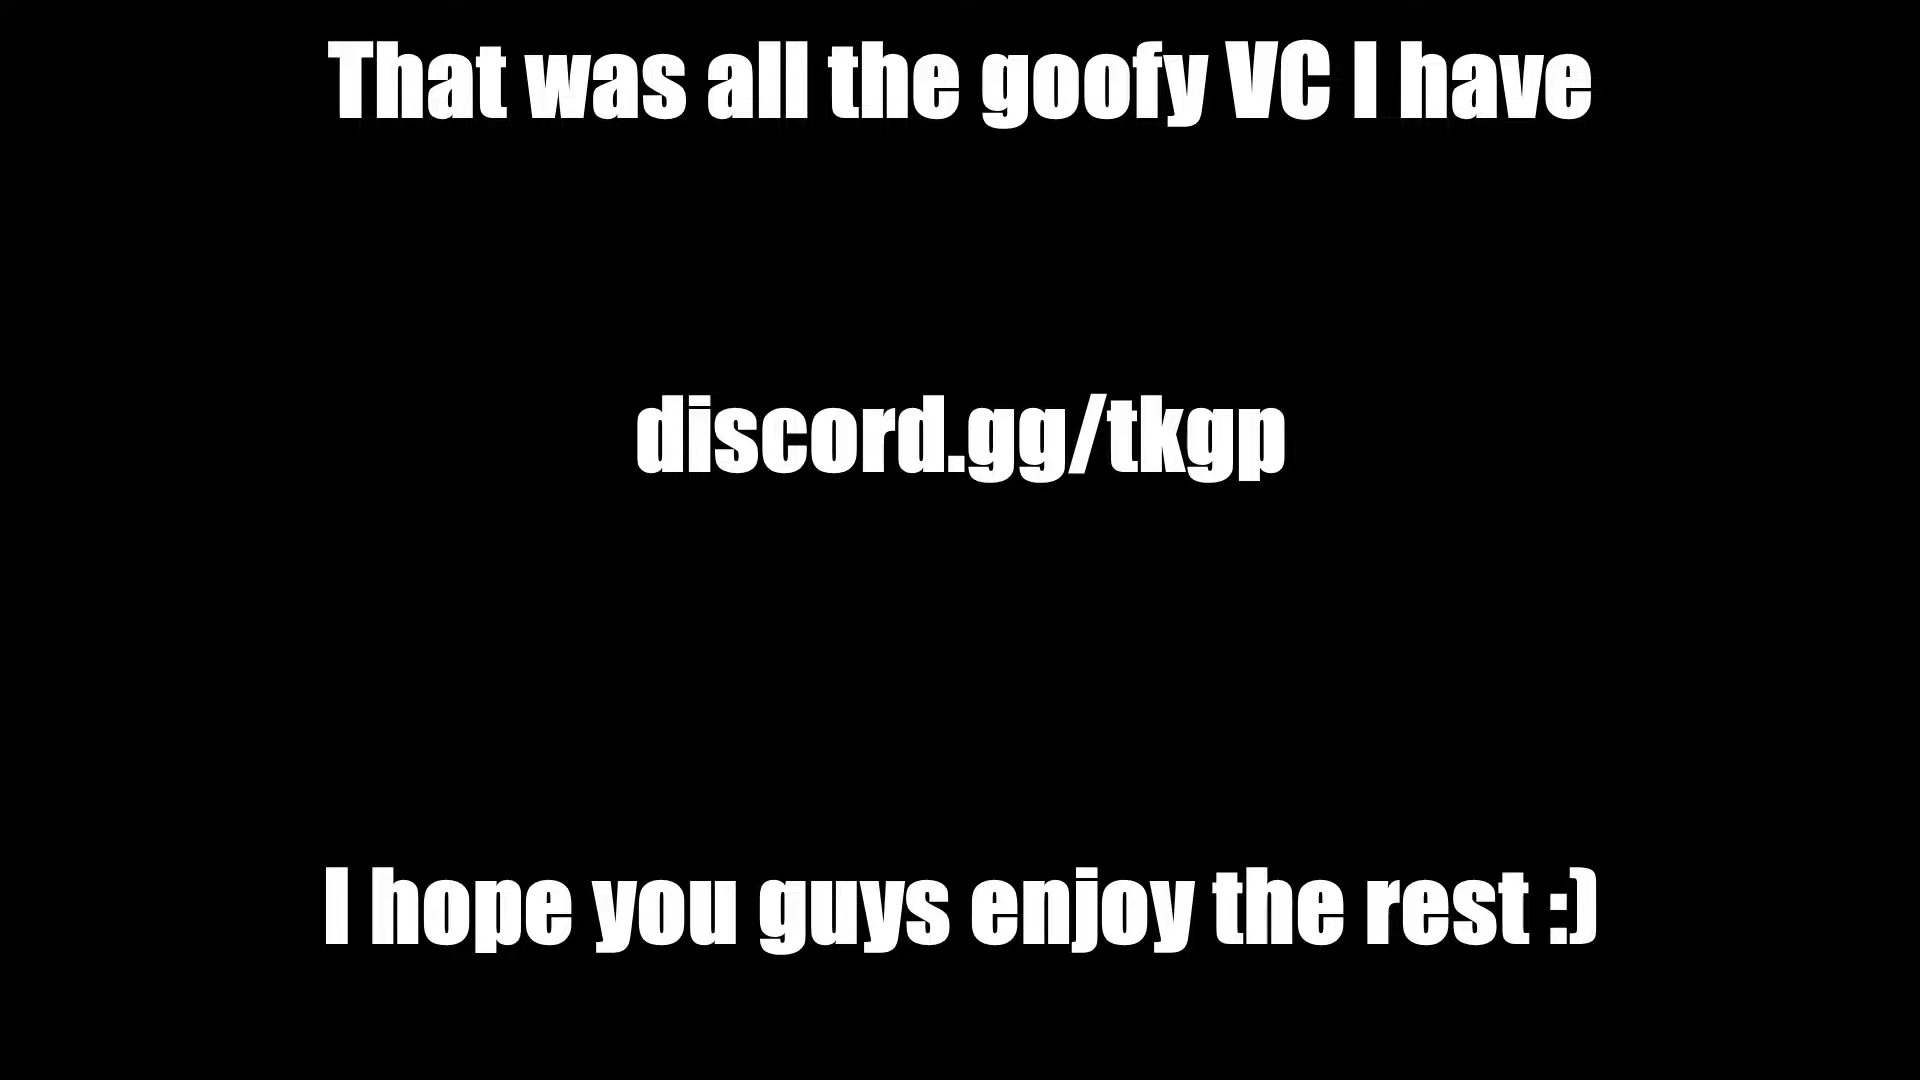 That was all the goofy VC I have
discord.gg/tkgp
I hope you guys enjoy the rest :)